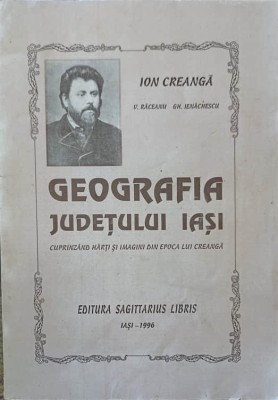 ION CREANGĂ
V. RĂCEANU GH. IENĂCHESCU
GEOGRAFIA
JUDEȚULUI IAȘI
CUPRINZÂND HĂRȚI ȘI IMAGINI DIN EPOCA LUI CREANGĂ
EDITURA SAGITTARIUS LIBRIS
IAȘI - 1996